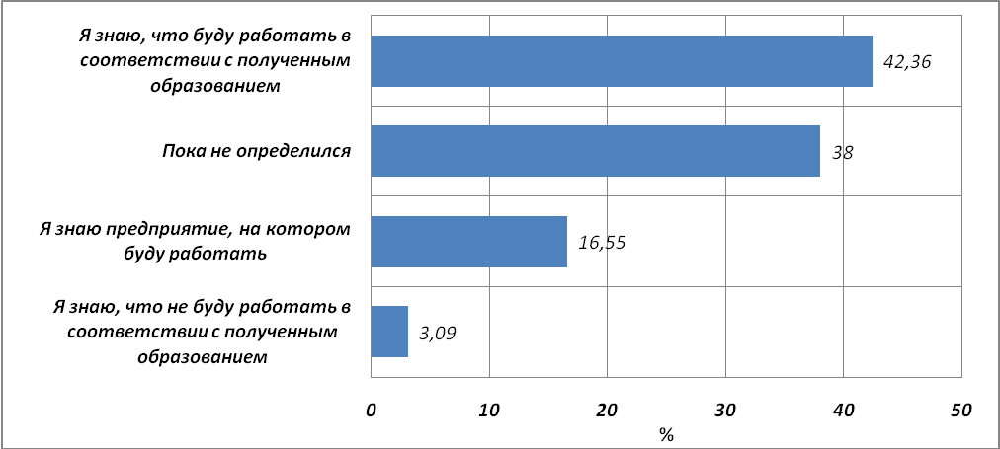 Я знаю, что буду работать в
соответствии с полученным
образованием
42,36
Пока не определился
38
Я знаю предприятие, на котором
буду работать
16,55
Я знаю, что не буду работать в
соответствии с полученным
образованием
3,09
0 10 20 30 40 50
%